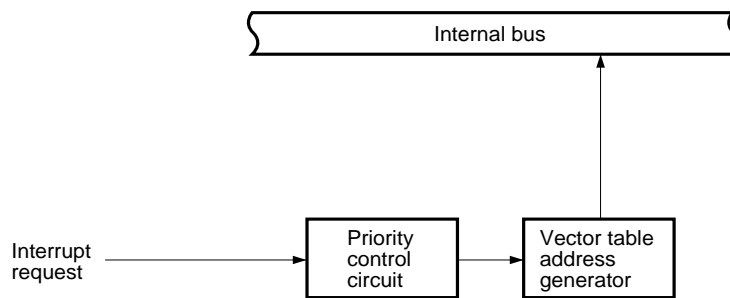 Internal bus
Interrupt
request
Priority
control
circuit
Vector table
address
generator